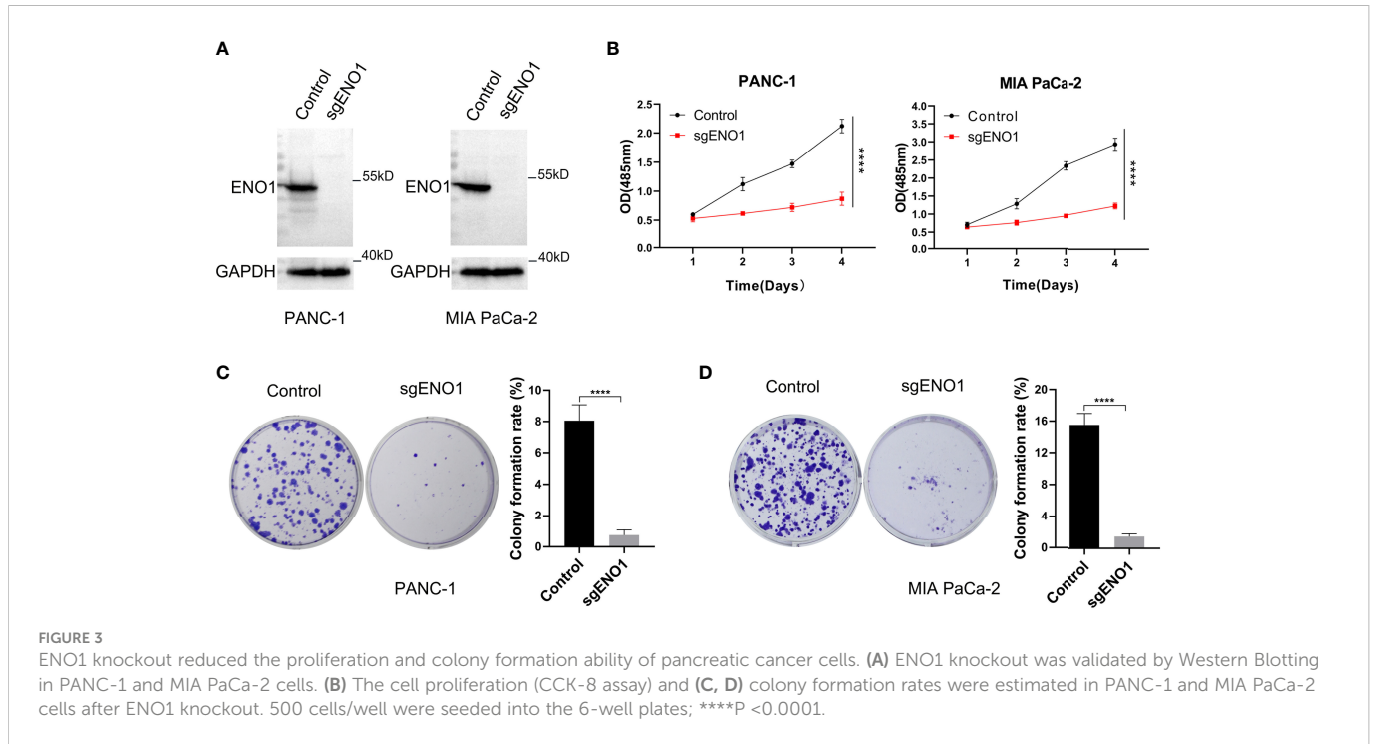 A
Control
sgENO1
Control
sgENO1
ENO1
55kD
ENO1
55kD
GAPDH
40kD
GAPDH
40kD
PANC-1
MIA PaCa-2
B
PANC-1
Control
sgENO1
OD(485nm)
2.5
2.0
1.5
1.0
0.5
0.0
1 2 3 4
Time(Days)
****
MIA PaCa-2
Control
sgENO1
OD(485nm)
4.0
3.5
3.0
2.5
2.0
1.5
1.0
0.5
0.0
1 2 3 4
Time(Days)
****
C
Control
sgENO1
PANC-1
Colony formation rate (%)
10
8
6
4
2
0
****
Control
sgENO1
D
Control
sgENO1
MIA PaCa-2
Colony formation rate (%)
20
16
12
8
4
0
****
Control
sgENO1
FIGURE 3
ENO1 knockout reduced the proliferation and colony formation ability of pancreatic cancer cells. (A) ENO1 knockout was validated by Western Blotting
in PANC-1 and MIA PaCa-2 cells. (B) The cell proliferation (CCK-8 assay) and (C, D) colony formation rates were estimated in PANC-1 and MIA PaCa-2
cells after ENO1 knockout. 500 cells/well were seeded into the 6-well plates; ****P <0.0001.